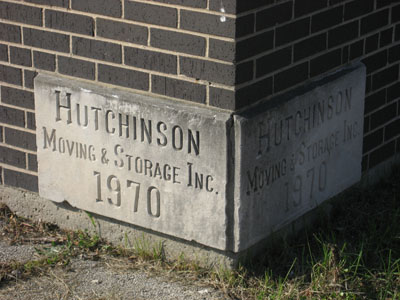 Hutchinson
Moving & Storage Inc.
1970
Hutchinson
Moving & Storage Inc.
1970